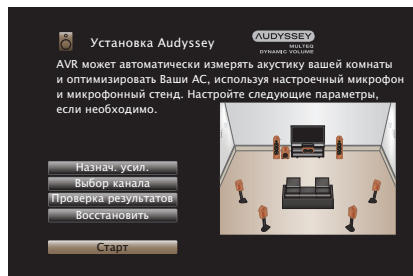 Установка Audyssey
AUDYSSEY
MULTEQ
DYNAMIC VOLUME
AVR может автоматически измерять акустику вашей комнаты
и оптимизировать Ваши АС, используя настроечный микрофон
и микрофонный стенд. Настройте следующие параметры,
если необходимо.
Назнач. усил.
Выбор канала
Проверка результатов
Восстановить
Старт